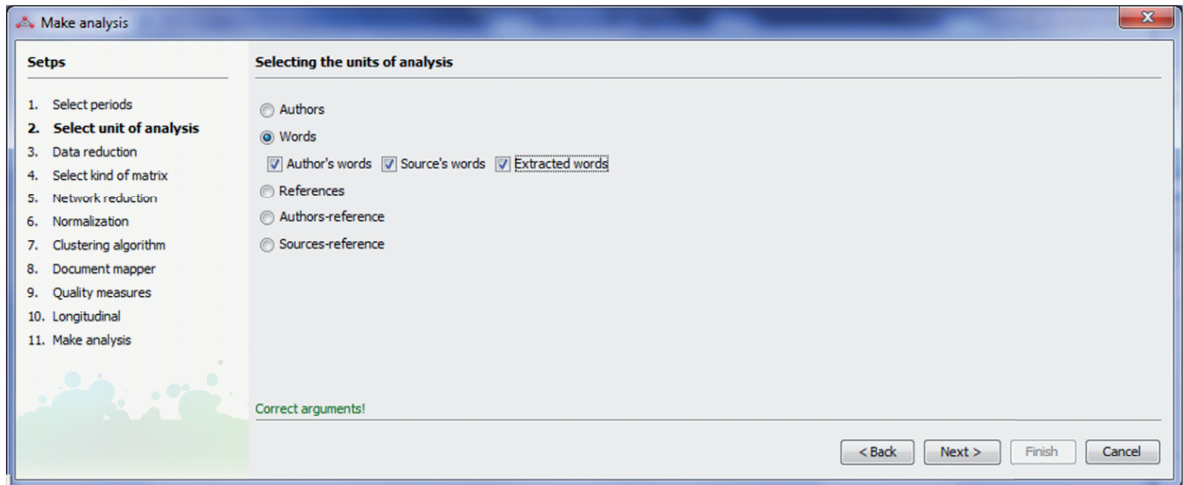 Make analysis
Setps
1. Select periods
2. Select unit of analysis
3. Data reduction
4. Select kind of matrix
5. Network reduction
6. Normalization
7. Clustering algorithm
8. Document mapper
9. Quality measures
10. Longitudinal
11. Make analysis
Selecting the units of analysis
Authors
Words
Author's words Source's words Extracted words
References
Authors-reference
Sources-reference
Correct arguments!
< Back Next > Finish Cancel